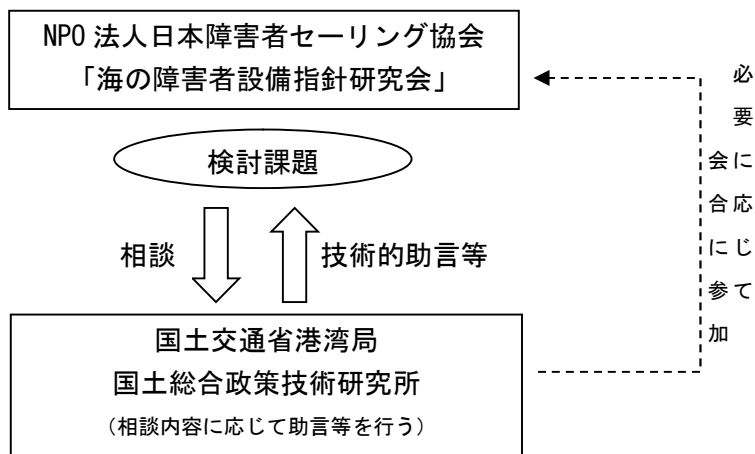 NPO 法人日本障害者セーリング協会
「海の障害者設備指針研究会」
検討課題
相談
技術的助言等
国土交通省港湾局
国土総合政策技術研究所
（相談内容に応じて助言等を行う）
必要に応じて
会合に参加